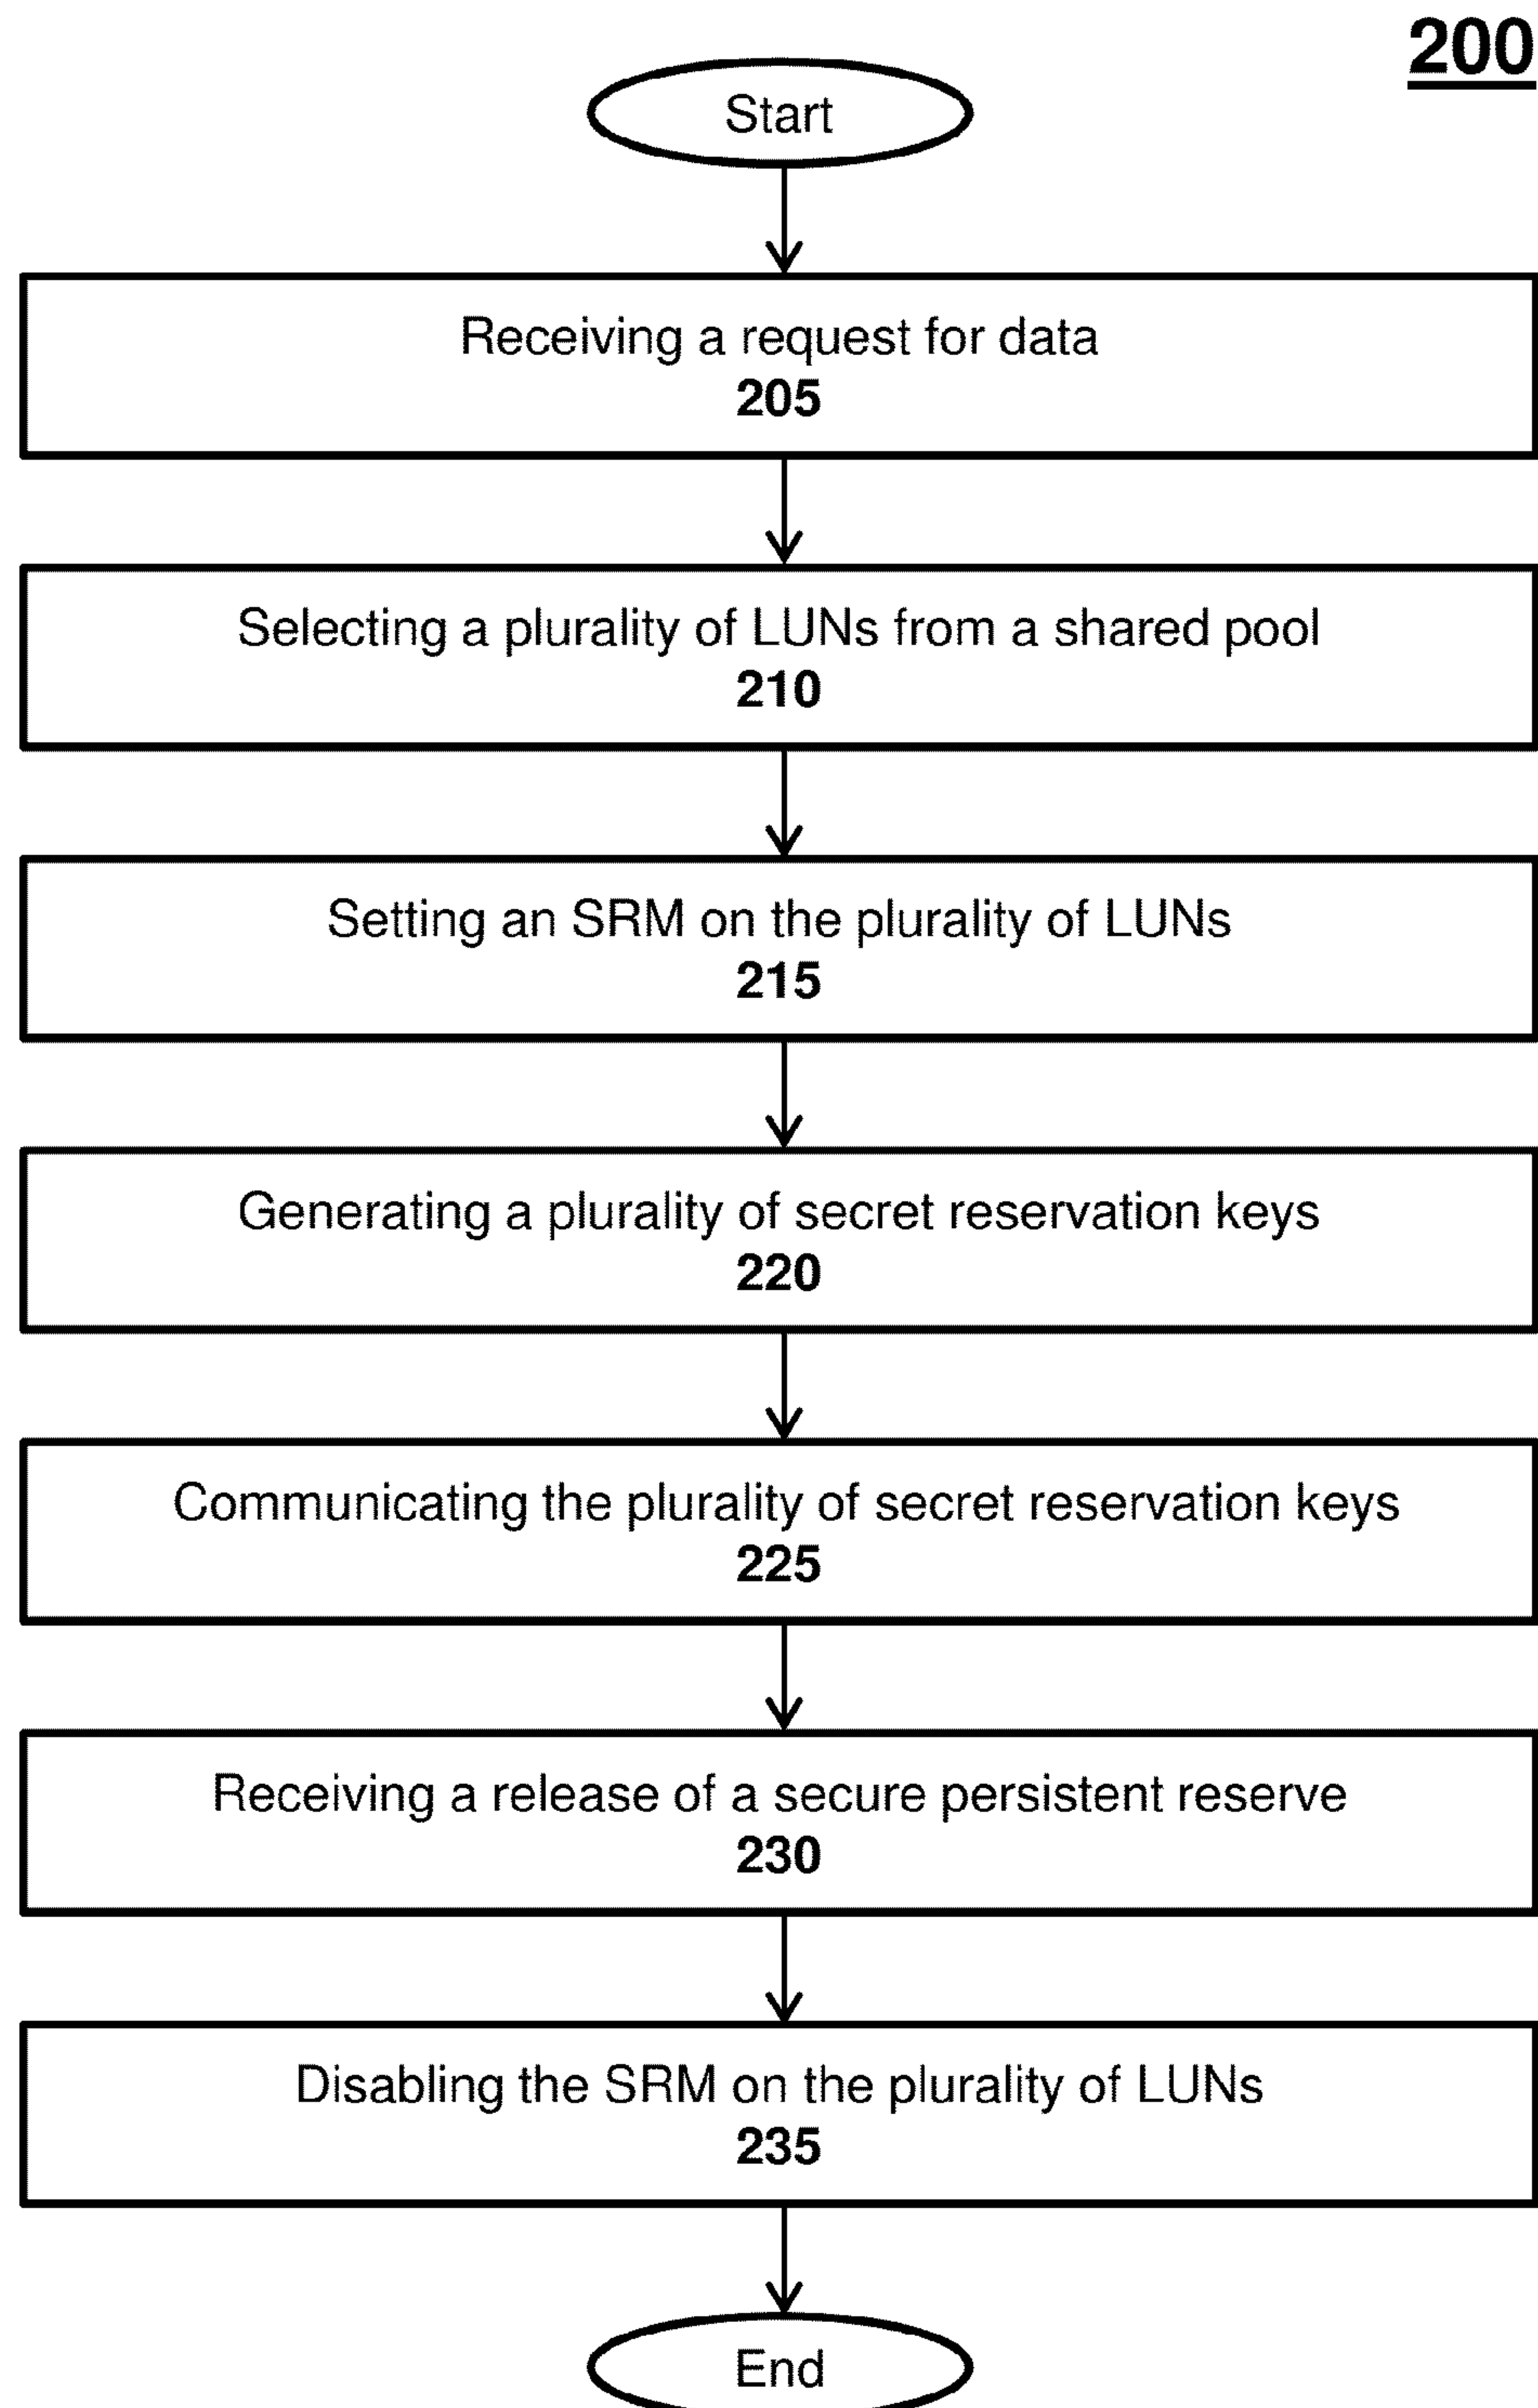 200
Start
Receiving a request for data
205
Selecting a plurality of LUNs from a shared pool
210
Setting an SRM on the plurality of LUNs
215
Generating a plurality of secret reservation keys
220
Communicating the plurality of secret reservation keys
225
Receiving a release of a secure persistent reserve
230
Disabling the SRM on the plurality of LUNs
235
End